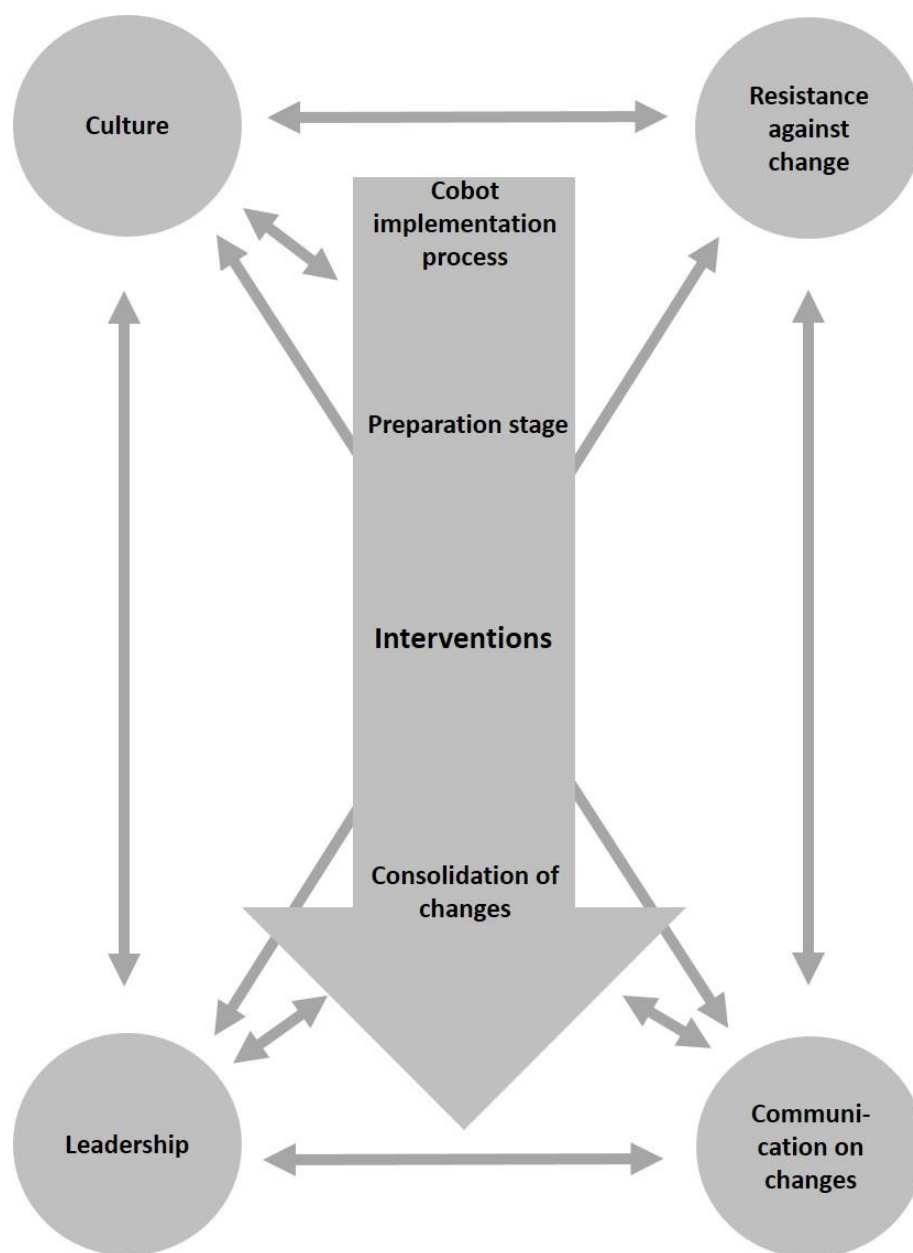 Culture
Resistance
against
change
Cobot
implementation
process
Preparation stage
Interventions
Consolidation of
changes
Leadership
Communi-
cation on
changes